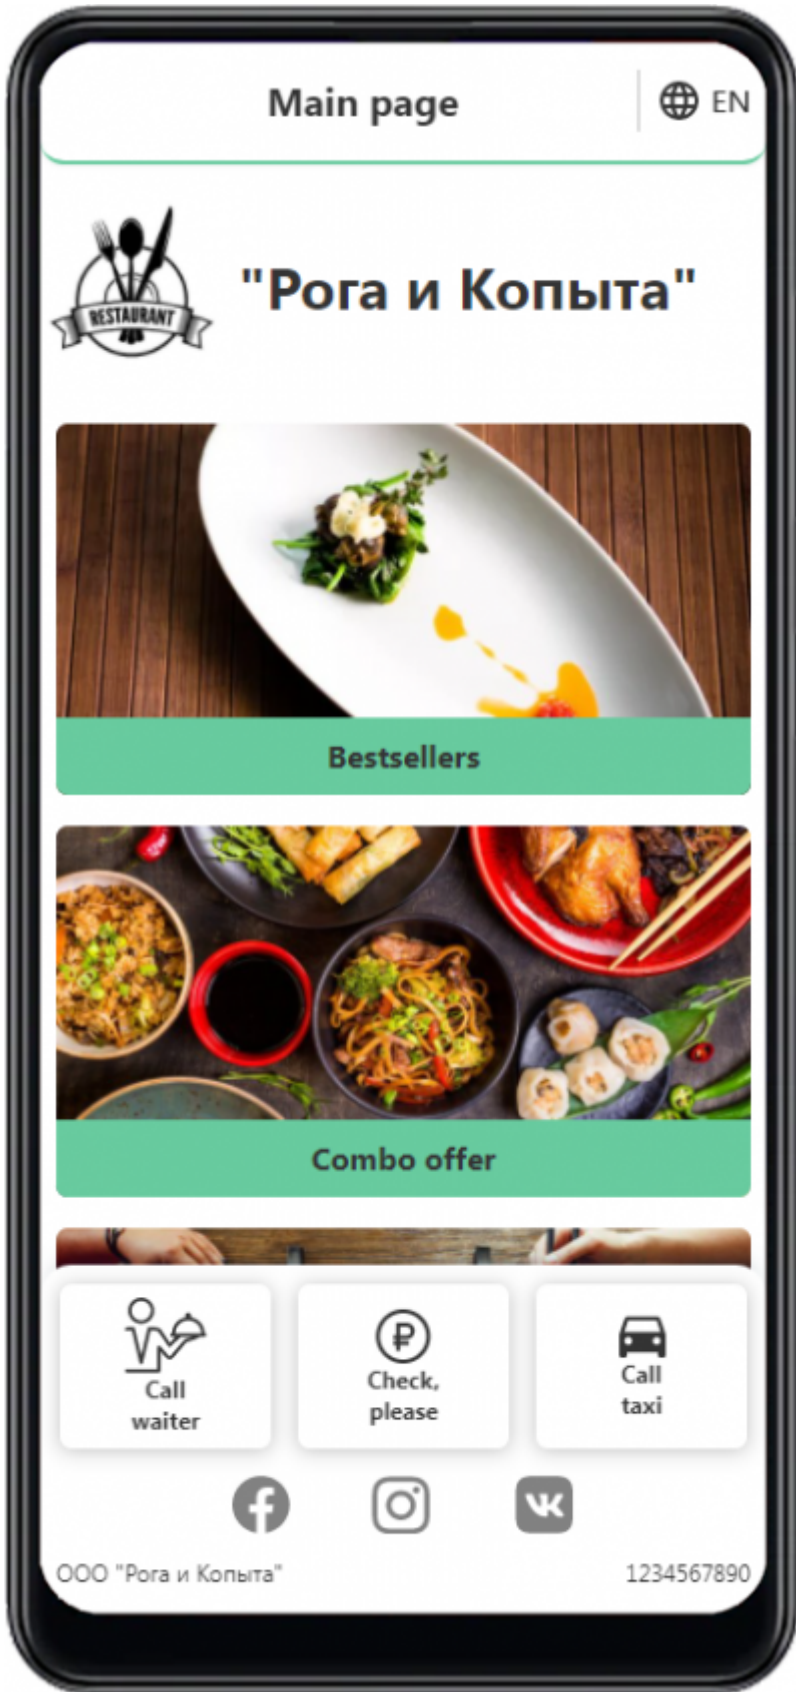 Main page
EN
RESTAURANT
"Рога и Копыта"
Bestsellers
Combo offer
Call
waiter
Check,
please
Call
taxi
ООО "Рога и Копыта"
1234567890